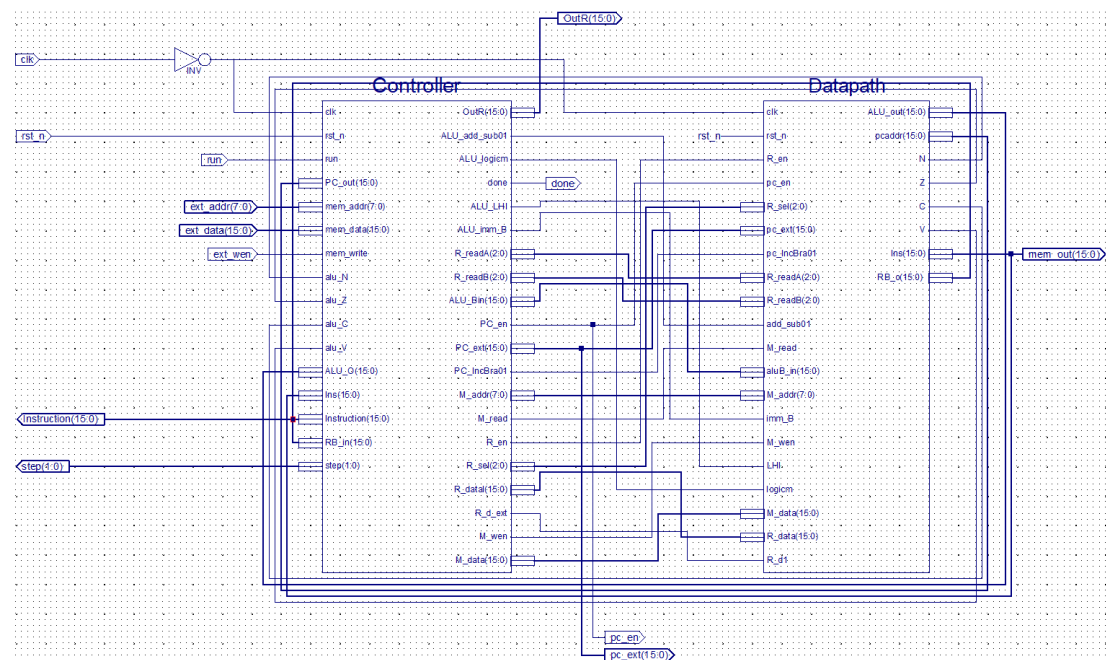 OutR(15:0)
clk
INV
Controller
Datapath
clk
OutR(15:0)
clk
ALU_out(15:0)
rst_n
rst_n
ALU_add_sub01
rst_n
rst_n
pcaddr(15:0)
run
run
ALU_logicm
R_en
N
PC_out(15:0)
done
done
pc_en
Z
ext_addr(7:0)
mem_addr(7:0)
ALU_LHI
R_sel(2:0)
C
ext_data(15:0)
mem_data(15:0)
ALU_imm_B
pc_ext(15:0)
V
ext_wen
mem_write
R_readA(2:0)
pc_IncBra01
Ins(15:0)
mem_out(15:0)
alu_N
R_readB(2:0)
R_readA(2:0)
RB_o(15:0)
alu_Z
ALU_Bin(15:0)
R_readB(2:0)
alu_C
PC_en
add_sub01
alu_V
PC_ext(15:0)
M_read
ALU_O(15:0)
PC_IncBra01
aluB_in(15:0)
Ins(15:0)
M_addr(7:0)
M_addr(7:0)
Instruction(15:0)
Instruction(15:0)
M_read
imm_B
RB_in(15:0)
R_en
M_wen
step(1:0)
step(1:0)
R_sel(2:0)
LHI
R_dataI(15:0)
logicm
R_d_ext
M_data(15:0)
M_wen
R_data(15:0)
M_data(15:0)
R_d1
pc_en
pc_ext(15:0)